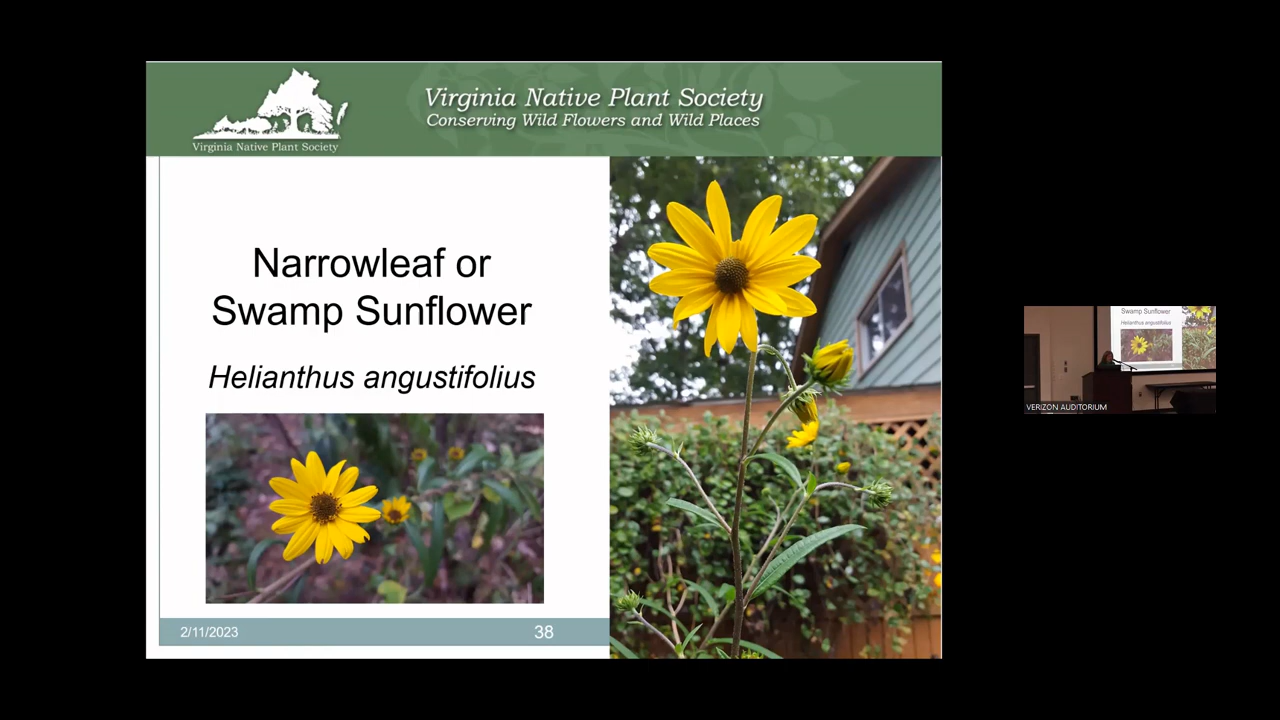 Virginia Native Plant Society
Conserving Wild Flowers and Wild Places
Virginia Native Plant Society
Narrowleaf or
Swamp Sunflower
Helianthus angustifolius
2/11/2023
38
Swamp Sunflower
Helianthus angustifolius
VERIZON AUDITORIUM